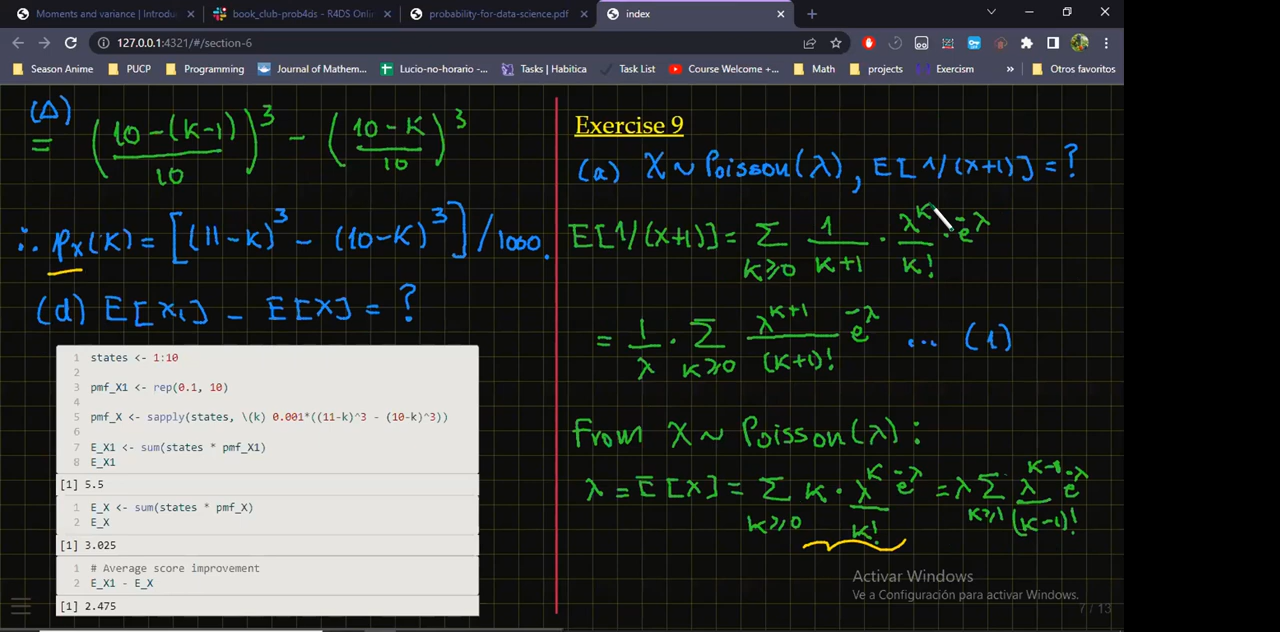 Moments and variance | Introdu
book_club-prob4ds - R4DS Onlin
probability-for-data-science.pdf
index
127.0.0.1:4321/#/section-6
Season Anime
PUCP
Programming
Journal of Mathem...
Lucio-no-horario -...
Tasks | Habitica
Task List
Course Welcome +...
Math
projects
Exercism
»
Otros favoritos
(Δ)
= ((10-(K-1))/10)^3 - ((10-K)/10)^3
∴ p_X(K) = [(11-K)^3 - (10-K)^3] / 1000.
(d) E[X₁] - E[X] = ?
1 states <- 1:10
2
3 pmf_X1 <- rep(0.1, 10)
4
5 pmf_X <- sapply(states, \(k) 0.001*((11-k)^3 - (10-k)^3))
6
7 E_X1 <- sum(states * pmf_X1)
8 E_X1
[1] 5.5
1 E_X <- sum(states * pmf_X)
2 E_X
[1] 3.025
1 # Average score improvement
2 E_X1 - E_X
[1] 2.475
Exercise 9
(a) X ~ Poisson(λ), E[1/(X+1)] = ?
E[1/(X+1)] = Σ_{K≥0} 1/(K+1) · λ^K/K! · e^{-λ}
= 1/λ · Σ_{K≥0} λ^{K+1}/(K+1)! e^{-λ} ... (1)
From X ~ Poisson(λ):
λ = E[X] = Σ_{K≥0} K · λ^K/K! e^{-λ} = λ Σ_{K≥1} λ^{K-1}/(K-1)! e^{-λ}
Activar Windows
Ve a Configuración para activar Windows.
7 / 13